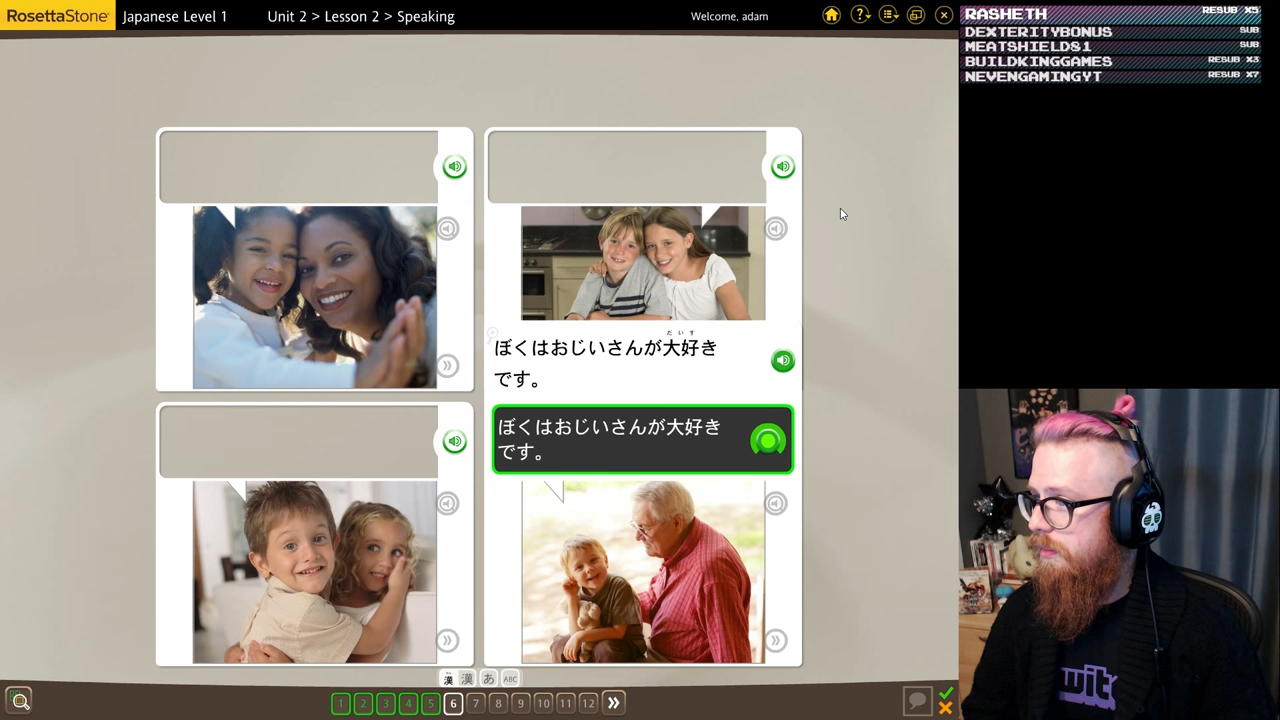 RosettaStone
Japanese Level 1
Unit 2 > Lesson 2 > Speaking
Welcome, adam
RASHETH RESUB X5
DEXTERITYBONUS SUB
MEATSHIELD81 SUB
BUILDKINGGAMES RESUB X3
NEVENGAMINGYT RESUB X7
だいす
ぼくはおじいさんが大好き
です。
ぼくはおじいさんが大好き
です。
漢 漢 あ ABC
1 2 3 4 5 6 7 8 9 10 11 12